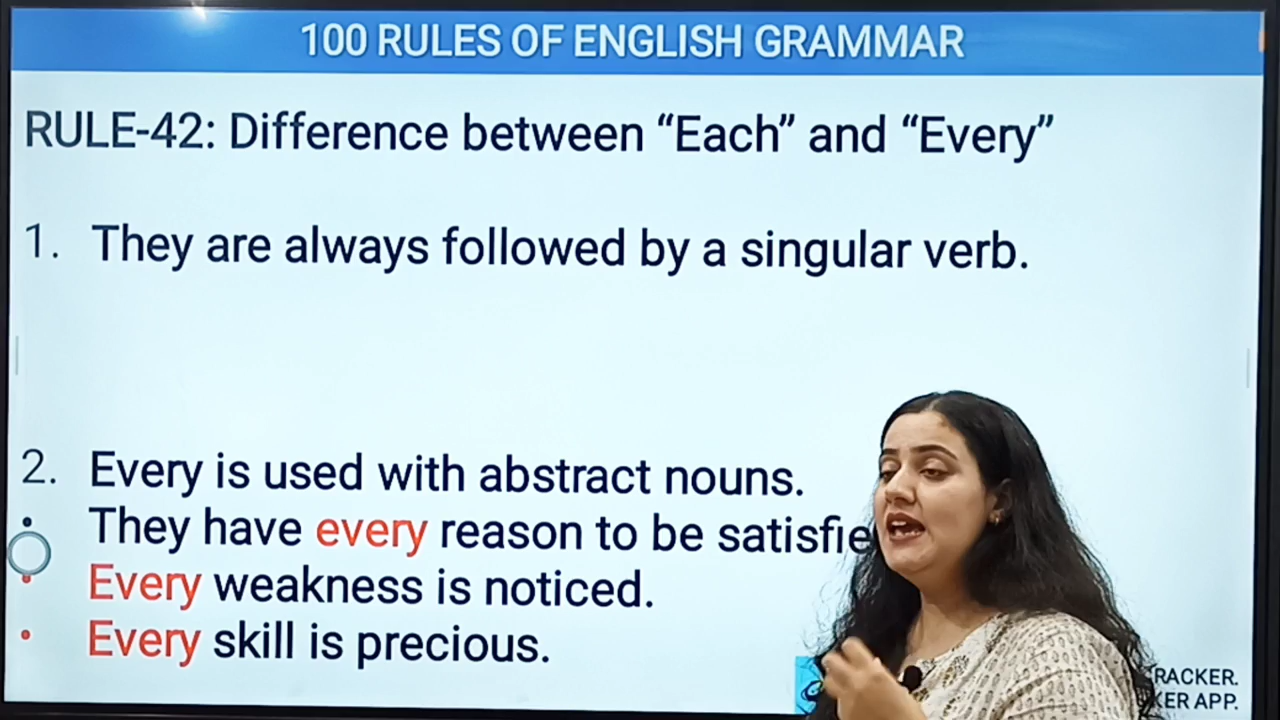 100 RULES OF ENGLISH GRAMMAR
RULE-42: Difference between “Each” and “Every”
1. They are always followed by a singular verb.
2. Every is used with abstract nouns.
• They have every reason to be satisfie
• Every weakness is noticed.
• Every skill is precious.
RACKER.
KER APP.